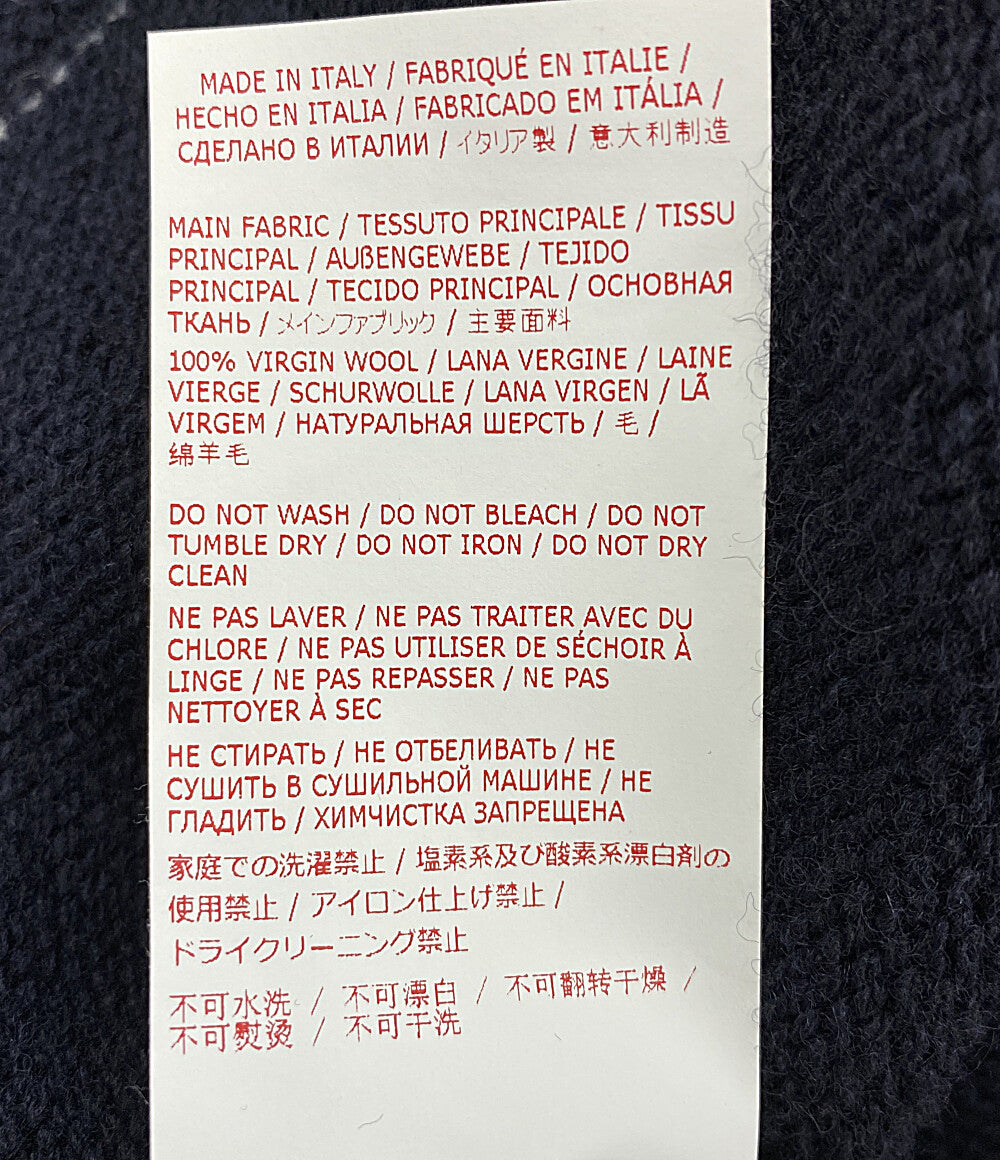 MADE IN ITALY / FABRIQUÉ EN ITALIE /
HECHO EN ITALIA / FABRICADO EM ITÁLIA /
СДЕЛАНО В ИТАЛИИ / イタリア製 / 意大利制造
MAIN FABRIC / TESSUTO PRINCIPALE / TISSU
PRINCIPAL / AUßENGEWEBE / TEJIDO
PRINCIPAL / TECIDO PRINCIPAL / ОСНОВНАЯ
ТКАНЬ / メインファブリック / 主要面料
100% VIRGIN WOOL / LANA VERGINE / LAINE
VIERGE / SCHURWOLLE / LANA VIRGEN / LÃ
VIRGEM / НАТУРАЛЬНАЯ ШЕРСТЬ / 毛 /
绵羊毛
DO NOT WASH / DO NOT BLEACH / DO NOT
TUMBLE DRY / DO NOT IRON / DO NOT DRY
CLEAN
NE PAS LAVER / NE PAS TRAITER AVEC DU
CHLORE / NE PAS UTILISER DE SÉCHOIR À
LINGE / NE PAS REPASSER / NE PAS
NETTOYER À SEC
НЕ СТИРАТЬ / НЕ ОТБЕЛИВАТЬ / НЕ
СУШИТЬ В СУШИЛЬНОЙ МАШИНЕ / НЕ
ГЛАДИТЬ / ХИМЧИСТКА ЗАПРЕЩЕНА
家庭での洗濯禁止 / 塩素系及び酸素系漂白剤の
使用禁止 / アイロン仕上げ禁止 /
ドライクリーニング禁止
不可水洗 / 不可漂白 / 不可翻转干燥 /
不可熨烫 / 不可干洗